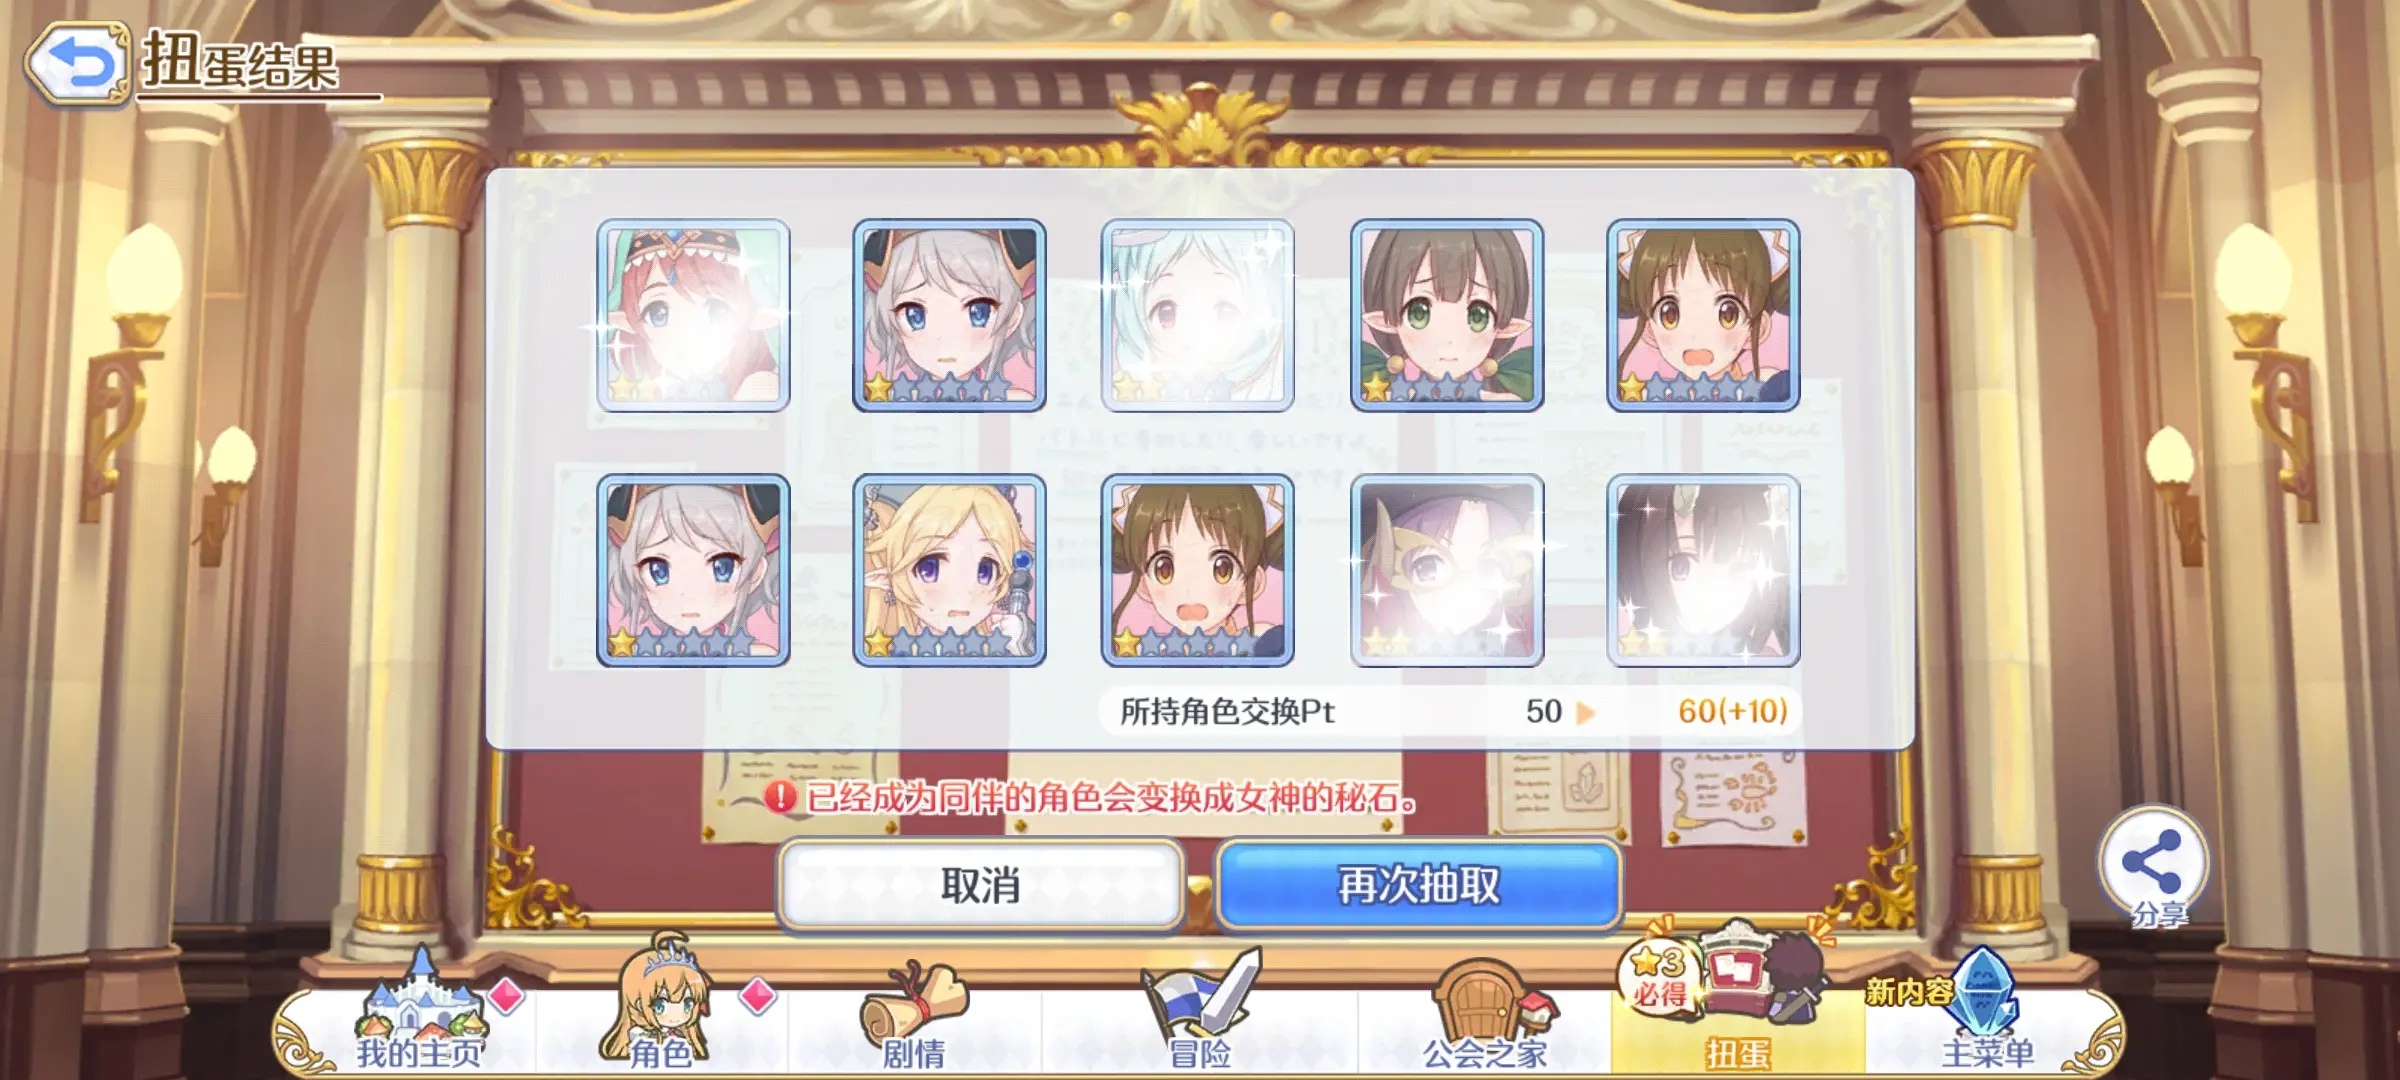 扭蛋结果
所持角色交换Pt 50 60(+10)
已经成为同伴的角色会变换成女神的秘石。
取消
再次抽取
分享
3
必得
新内容
我的主页
角色
剧情
冒险
公会之家
扭蛋
主菜单